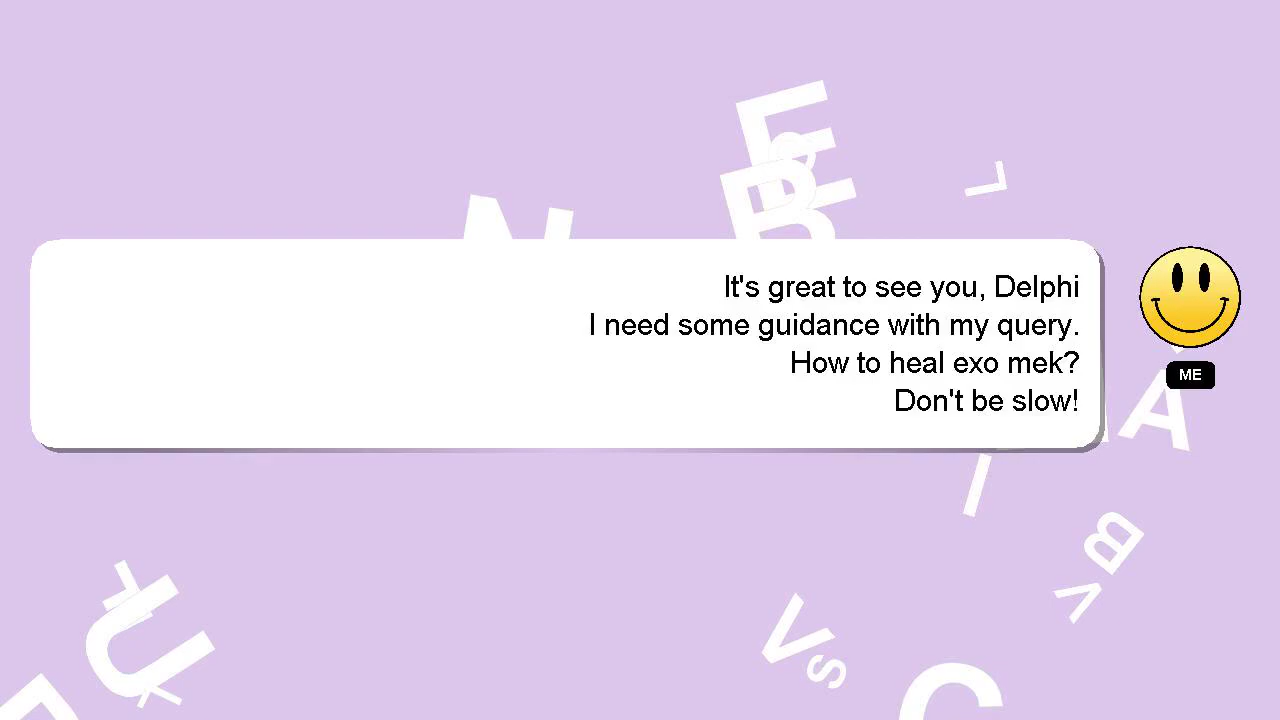 It's great to see you, Delphi
I need some guidance with my query.
How to heal exo mek?
Don't be slow!
ME
E
B
L
N
A
I
B
V
U
V
S
C